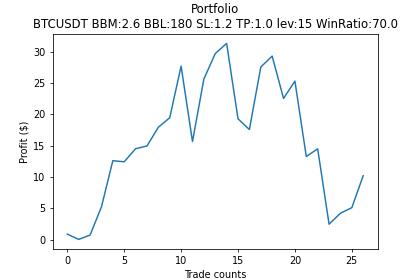 Portfolio
BTCUSDT BBM:2.6 BBL:180 SL:1.2 TP:1.0 lev:15 WinRatio:70.0
Profit ($)
30
25
20
15
10
5
0
0 5 10 15 20 25
Trade counts